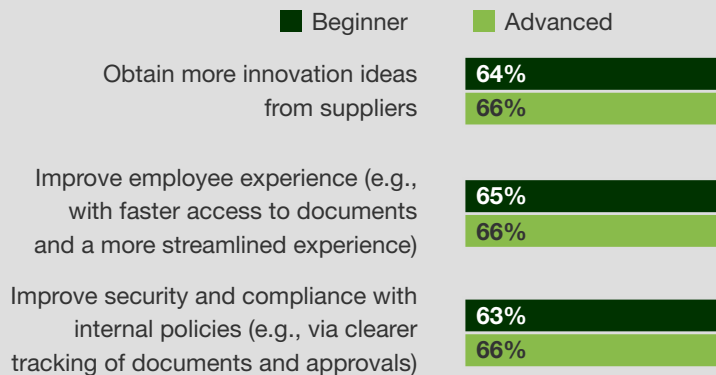 Beginner Advanced
Obtain more innovation ideas
from suppliers
64%
66%
Improve employee experience (e.g.,
with faster access to documents
and a more streamlined experience)
65%
66%
Improve security and compliance with
internal policies (e.g., via clearer
tracking of documents and approvals)
63%
66%